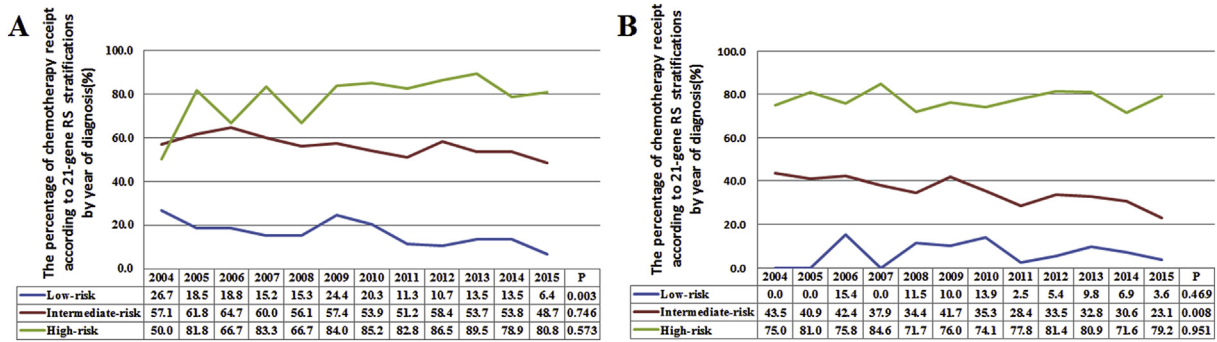 A
The percentage of chemotherapy receipt
according to 21-gene RS stratifications
by year of diagnosis(%)
100.0
80.0
60.0
40.0
20.0
0.0
2004 2005 2006 2007 2008 2009 2010 2011 2012 2013 2014 2015 P
Low-risk 26.7 18.5 18.8 15.2 15.3 24.4 20.3 11.3 10.7 13.5 13.5 6.4 0.003
Intermediate-risk 57.1 61.8 64.7 60.0 56.1 57.4 53.9 51.2 58.4 53.7 53.8 48.7 0.746
High-risk 50.0 81.8 66.7 83.3 66.7 84.0 85.2 82.8 86.5 89.5 78.9 80.8 0.573
B
The percentage of chemotherapy receipt
according to 21-gene RS stratifications
by year of diagnosis(%)
100.0
80.0
60.0
40.0
20.0
0.0
2004 2005 2006 2007 2008 2009 2010 2011 2012 2013 2014 2015 P
Low-risk 0.0 0.0 15.4 0.0 11.5 10.0 13.9 2.5 5.4 9.8 6.9 3.6 0.469
Intermediate-risk 43.5 40.9 42.4 37.9 34.4 41.7 35.3 28.4 33.5 32.8 30.6 23.1 0.008
High-risk 75.0 81.0 75.8 84.6 71.7 76.0 74.1 77.8 81.4 80.9 71.6 79.2 0.951